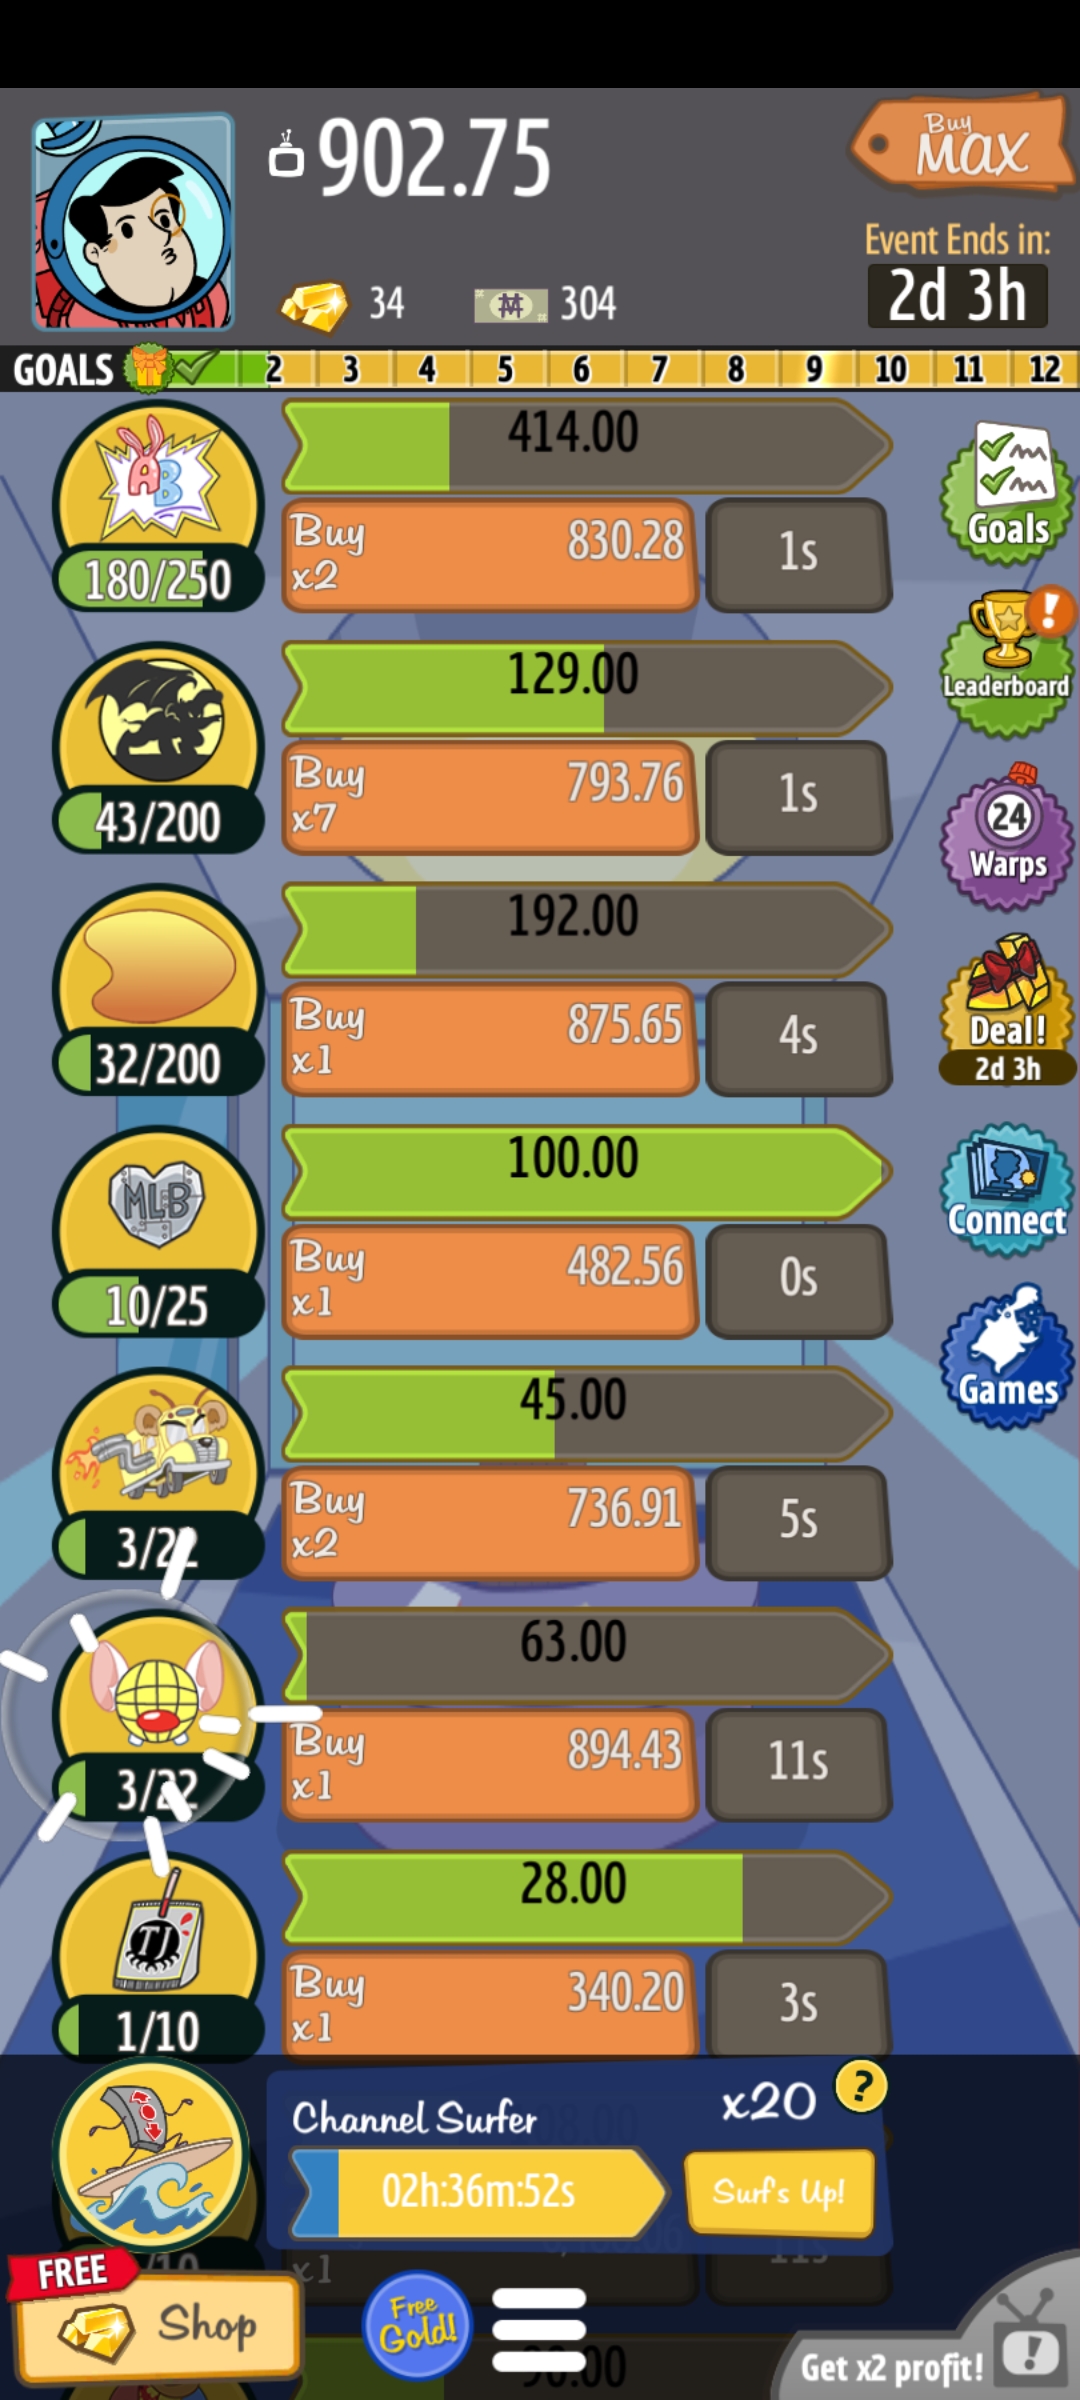 902.75
Buy
MAX
Event Ends in:
2d 3h
34
304
GOALS 2 3 4 5 6 7 8 9 10 11 12
AB
180/250
414.00
Buy
x2
830.28
1s
Goals
43/200
129.00
Buy
x7
793.76
1s
Leaderboard
24
Warps
32/200
192.00
Buy
x1
875.65
4s
Deal!
2d 3h
MLB
10/25
100.00
Buy
x1
482.56
0s
Connect
Games
3/22
45.00
Buy
x2
736.91
5s
3/22
63.00
Buy
x1
894.43
11s
TJ
1/10
28.00
Buy
x1
340.20
3s
Channel Surfer
x20
?
02h:36m:52s
Surf's Up!
/10
x1
11s
FREE
Shop
Free
Gold!
Get x2 profit!